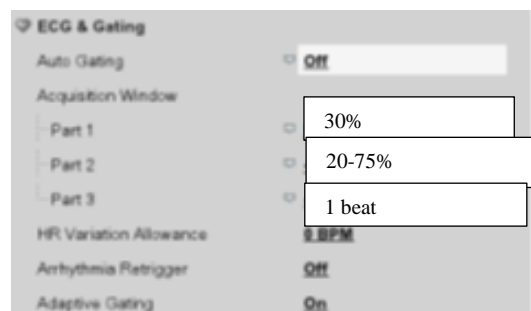 ECG & Gating
Auto Gating Off
Acquisition Window
Part 1 30%
Part 2 20-75%
Part 3 1 beat
HR Variation Allowance 0 BPM
Arrhythmia Retrigger Off
Adaptive Gating On